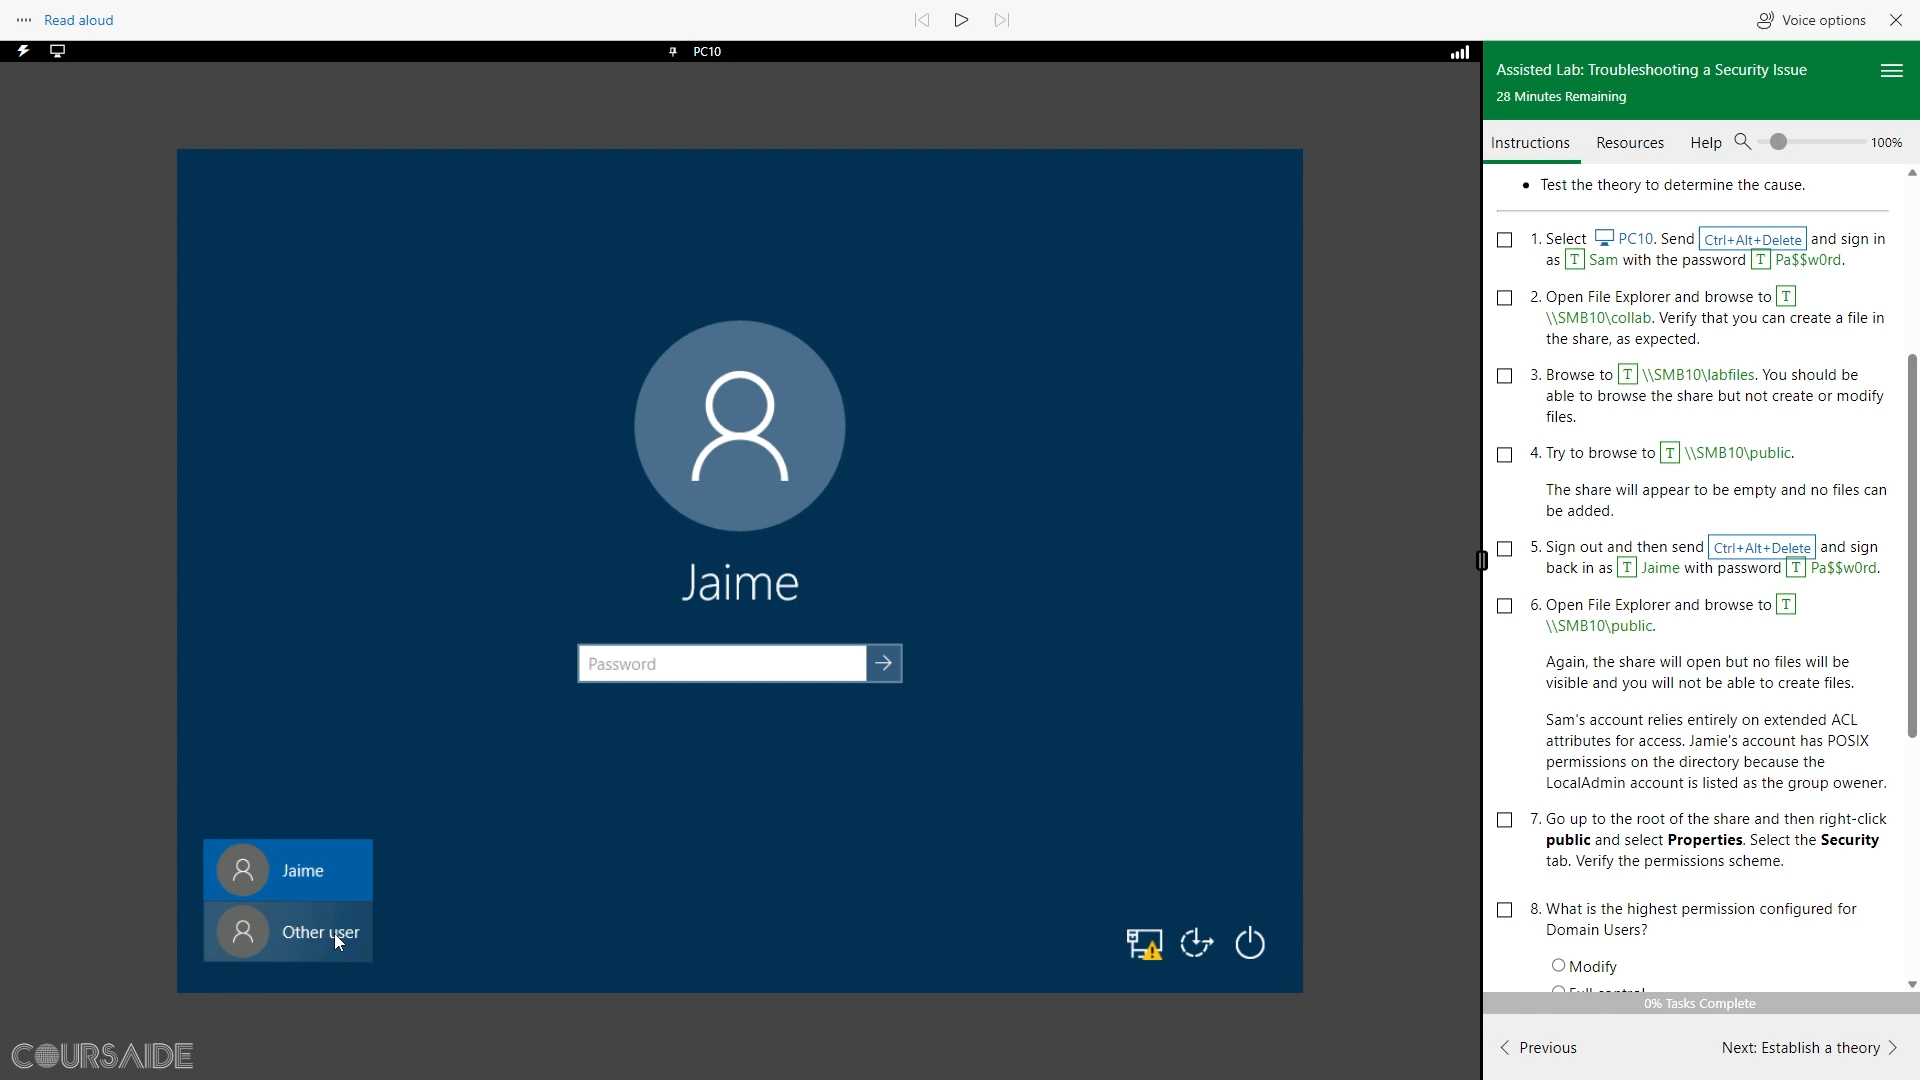 Read aloud
Voice options
PC10
Assisted Lab: Troubleshooting a Security Issue
28 Minutes Remaining
Instructions Resources Help 100%
• Test the theory to determine the cause.
1. Select PC10. Send Ctrl+Alt+Delete and sign in
as T Sam with the password T Pa$$w0rd.
2. Open File Explorer and browse to T
\\SMB10\collab. Verify that you can create a file in
the share, as expected.
3. Browse to T \\SMB10\labfiles. You should be
able to browse the share but not create or modify
files.
4. Try to browse to T \\SMB10\public.
The share will appear to be empty and no files can
be added.
5. Sign out and then send Ctrl+Alt+Delete and sign
back in as T Jaime with password T Pa$$w0rd.
6. Open File Explorer and browse to T
\\SMB10\public.
Again, the share will open but no files will be
visible and you will not be able to create files.
Sam's account relies entirely on extended ACL
attributes for access. Jamie's account has POSIX
permissions on the directory because the
LocalAdmin account is listed as the group owener.
7. Go up to the root of the share and then right-click
public and select Properties. Select the Security
tab. Verify the permissions scheme.
8. What is the highest permission configured for
Domain Users?
Modify
Full control
0% Tasks Complete
Previous
Next: Establish a theory
Jaime
Password
Jaime
Other user
COURSAIDE